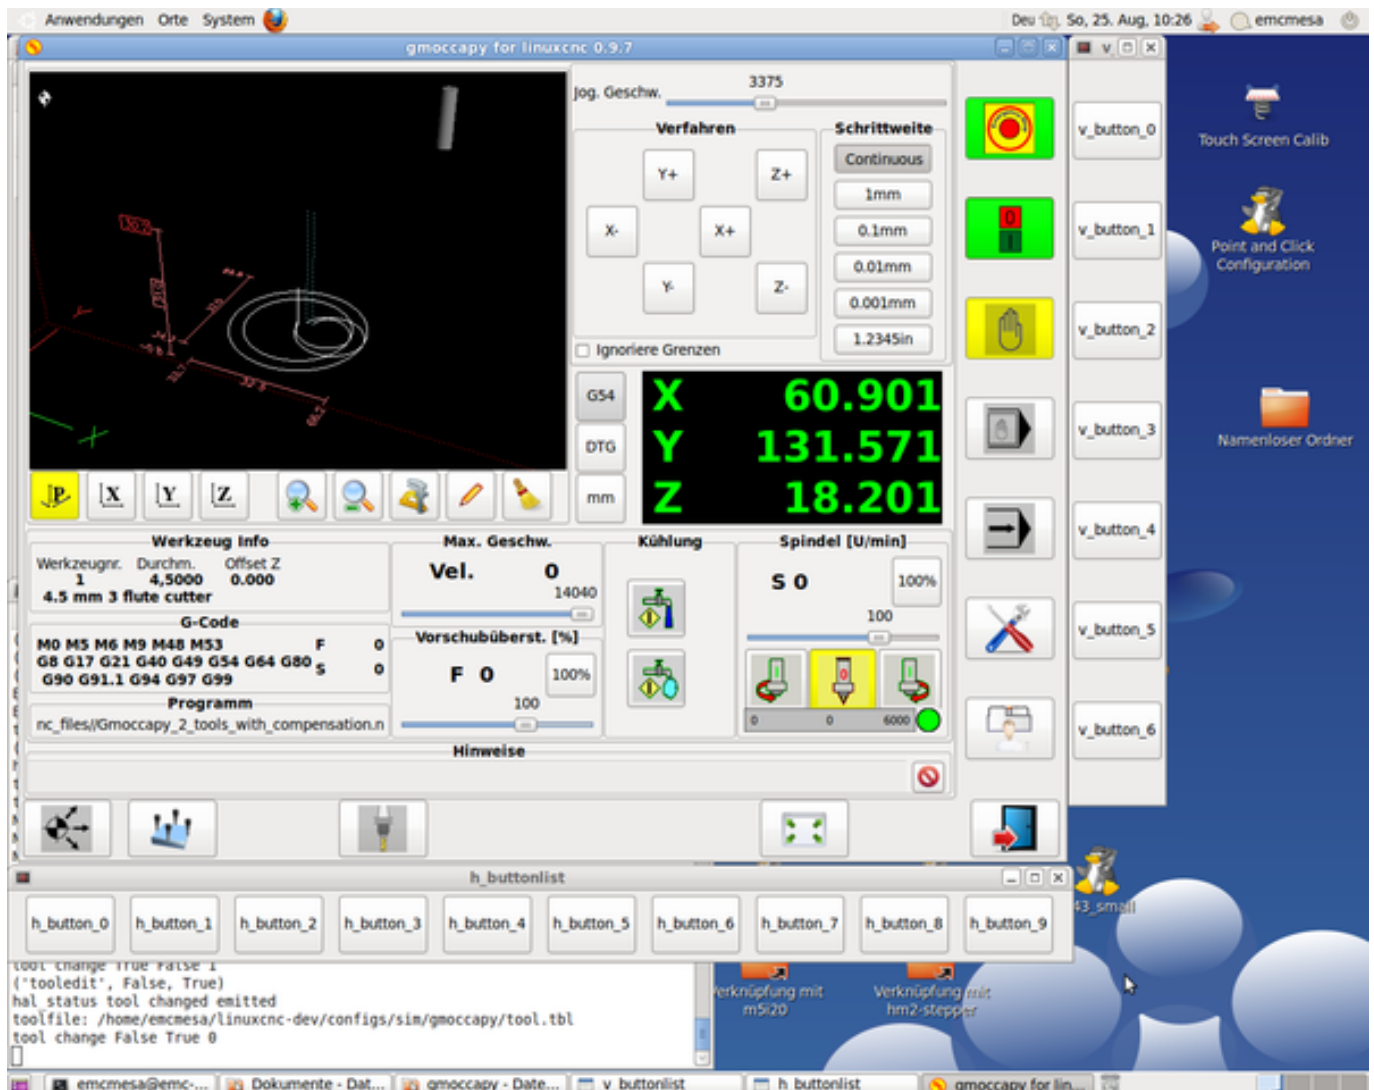 Anwendungen Orte System
Deu So, 25. Aug, 10:26 emcmesa
gmoccapy for linuxcnc 0.9.7
v
Jog. Geschw. 3375
Verfahren
Schrittweite
Y+ Z+
X- X+
Y- Z-
Continuous
1mm
0.1mm
0.01mm
0.001mm
1.2345in
Ignoriere Grenzen
G54
DTG
mm
X 60.901
Y 131.571
Z 18.201
P X Y Z
Werkzeug Info
Werkzeugnr. Durchm. Offset Z
1 4,5000 0.000
4.5 mm 3 flute cutter
G-Code
M0 M5 M6 M9 M48 M53 F 0
G8 G17 G21 G40 G49 G54 G64 G80 S 0
G90 G91.1 G94 G97 G99
Programm
nc_files//Gmoccapy_2_tools_with_compensation.n
Max. Geschw.
Vel. 0
14040
Vorschubüberst. [%]
F 0 100%
100
Kühlung
Spindel [U/min]
S 0 100%
100
0 0 6000
Hinweise
v_button_0
v_button_1
v_button_2
v_button_3
v_button_4
v_button_5
v_button_6
Touch Screen Calib
Point and Click
Configuration
Namenloser Ordner
43_small
h_buttonlist
h_button_0 h_button_1 h_button_2 h_button_3 h_button_4 h_button_5 h_button_6 h_button_7 h_button_8 h_button_9
tool change True False 1
('tooledit', False, True)
hal_status tool changed emitted
toolfile: /home/emcmesa/linuxcnc-dev/configs/sim/gmoccapy/tool.tbl
tool change False True 0
Verknüpfung mit
m5i20
Verknüpfung mit
hm2-stepper
emcmesa@emc-... Dokumente - Dat... gmoccapy - Date... v_buttonlist h_buttonlist gmoccapy for lin...